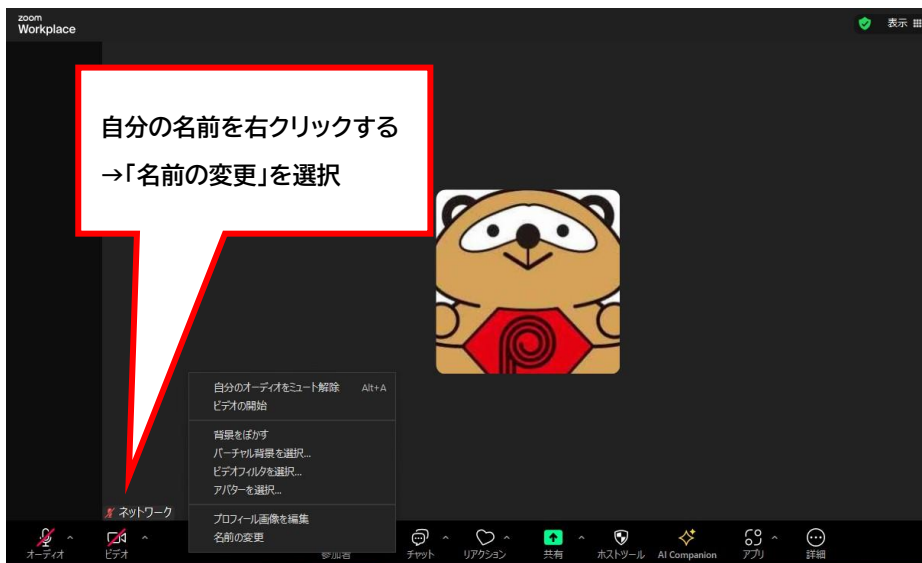 zoom
Workplace
表示
自分の名前を右クリックする
→「名前の変更」を選択
自分のオーディオをミュート解除 Alt+A
ビデオの開始
背景をぼかす
バーチャル背景を選択...
ビデオフィルタを選択...
アバターを選択...
プロフィール画像を編集
名前の変更
ネットワーク
オーディオ
ビデオ
参加者
チャット
リアクション
共有
ホストツール
AI Companion
アプリ
詳細